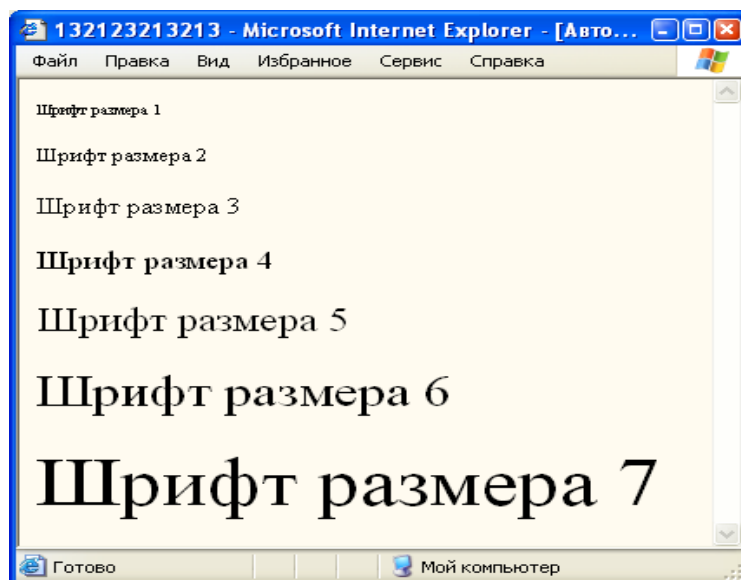 132123213213 - Microsoft Internet Explorer - [Авто...
Файл Правка Вид Избранное Сервис Справка
Шрифт размера 1
Шрифт размера 2
Шрифт размера 3
Шрифт размера 4
Шрифт размера 5
Шрифт размера 6
Шрифт размера 7
Готово Мой компьютер